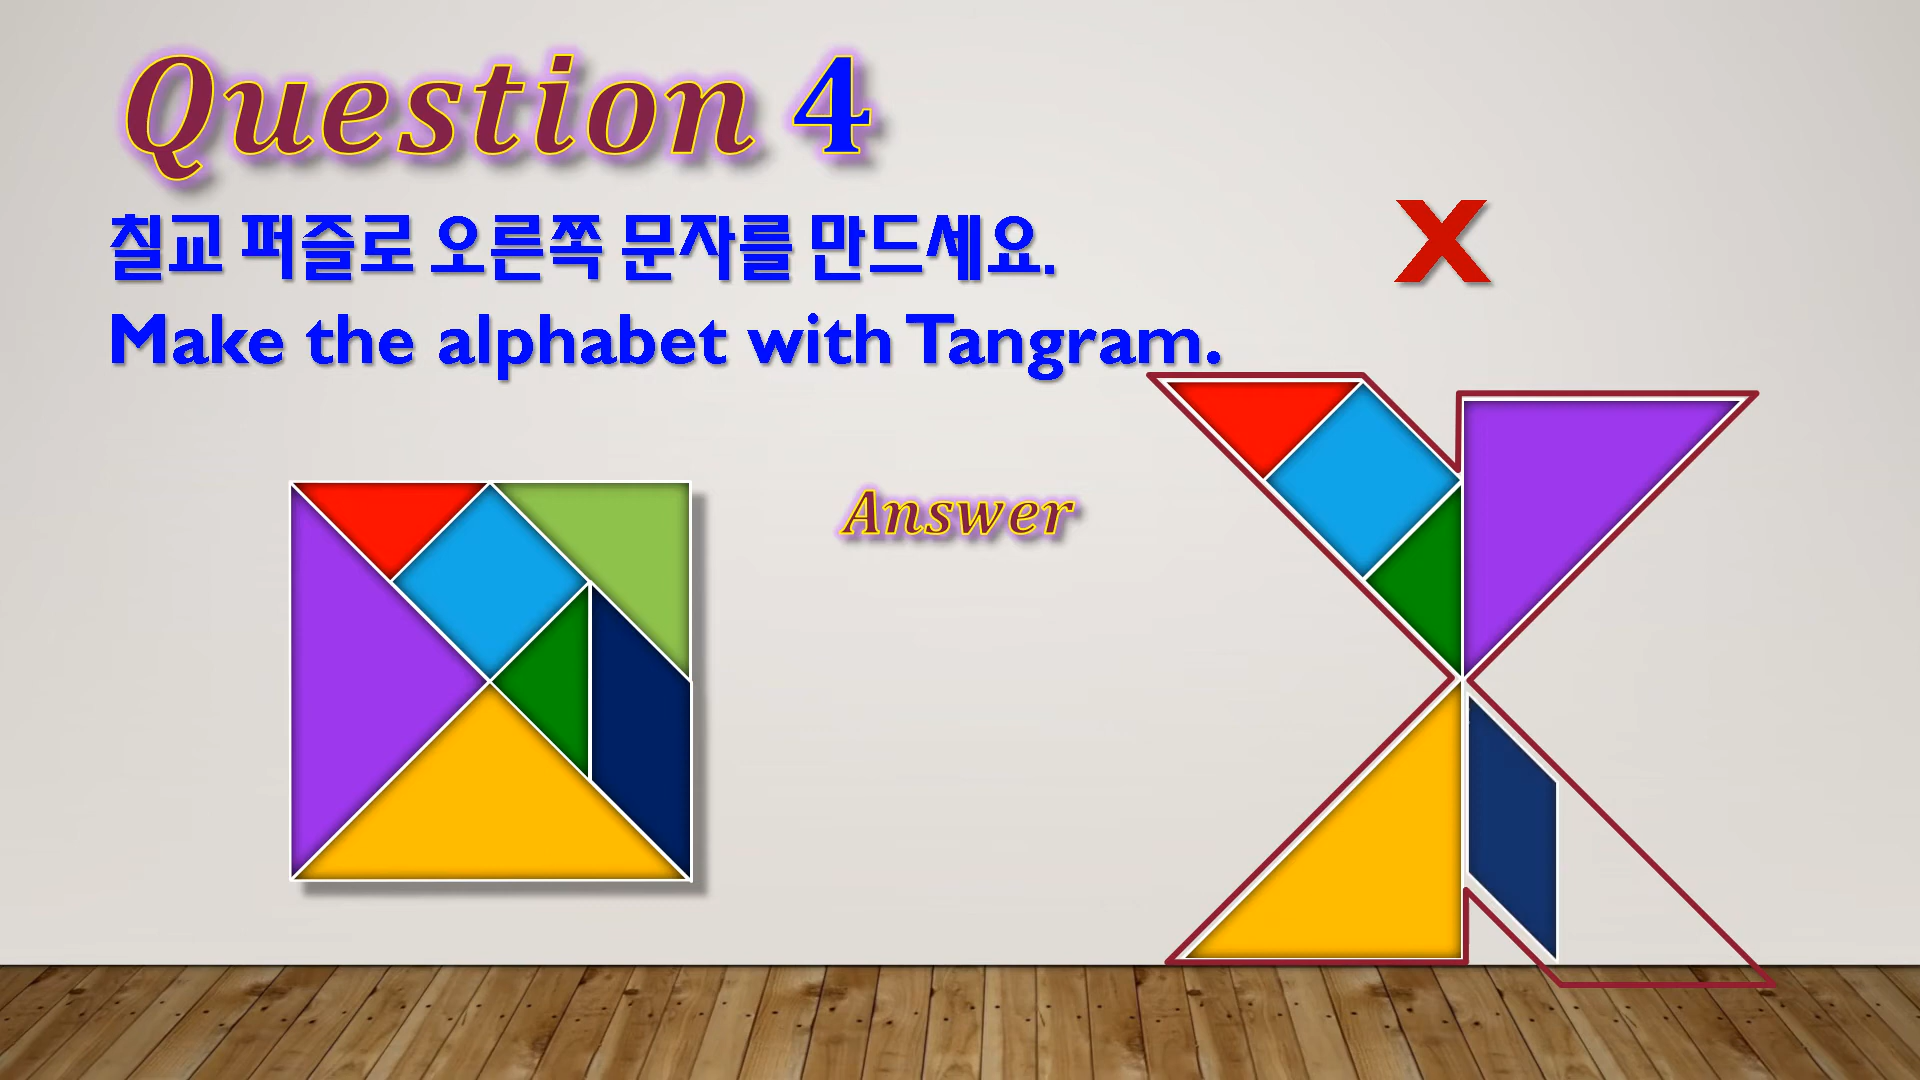 Question 4
칠교 퍼즐로 오른쪽 문자를 만드세요.
X
Make the alphabet with Tangram.
Answer